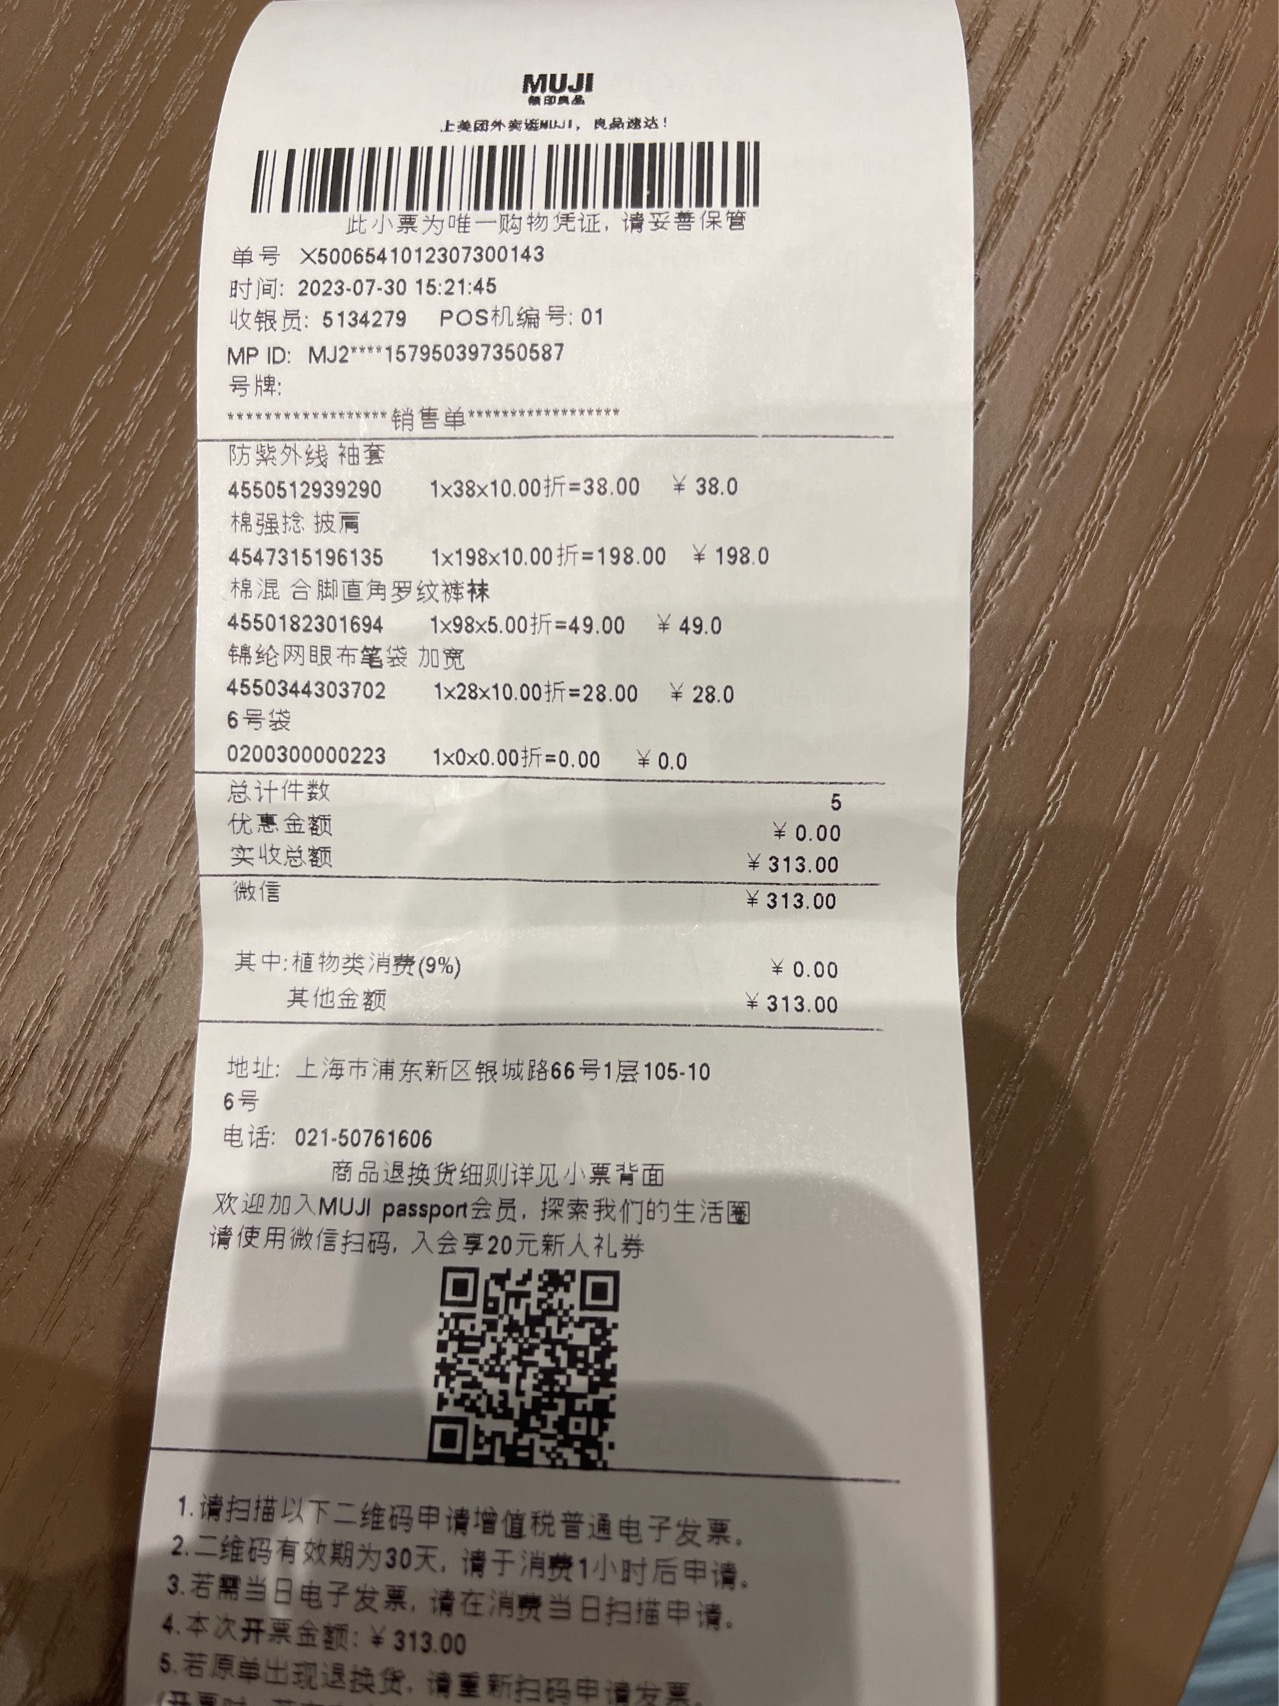 MUJI
無印良品
上美团外卖逛MUJI，良品速达！
此小票为唯一购物凭证, 请妥善保管
单号 X5006541012307300143
时间: 2023-07-30 15:21:45
收银员: 5134279 POS机编号: 01
MP ID: MJ2****157950397350587
号牌:
******************销售单******************
防紫外线 袖套
4550512939290 1x38x10.00折=38.00 ¥ 38.0
棉强捻 披肩
4547315196135 1x198x10.00折=198.00 ¥ 198.0
棉混 合脚直角罗纹裤袜
4550182301694 1x98x5.00折=49.00 ¥ 49.0
锦纶网眼布笔袋 加宽
4550344303702 1x28x10.00折=28.00 ¥ 28.0
6号袋
0200300000223 1x0x0.00折=0.00 ¥ 0.0
总计件数 5
优惠金额 ¥ 0.00
实收总额 ¥ 313.00
微信 ¥ 313.00
其中:植物类消费(9%) ¥ 0.00
其他金额 ¥ 313.00
地址: 上海市浦东新区银城路66号1层105-10
6号
电话: 021-50761606
商品退换货细则详见小票背面
欢迎加入MUJI passport会员, 探索我们的生活圈
请使用微信扫码, 入会享20元新人礼券
1.请扫描以下二维码申请增值税普通电子发票。
2.二维码有效期为30天, 请于消费1小时后申请。
3.若需当日电子发票, 请在消费当日扫描申请。
4.本次开票金额: ¥ 313.00
5.若原单出现退换货, 请重新扫码申请发票。